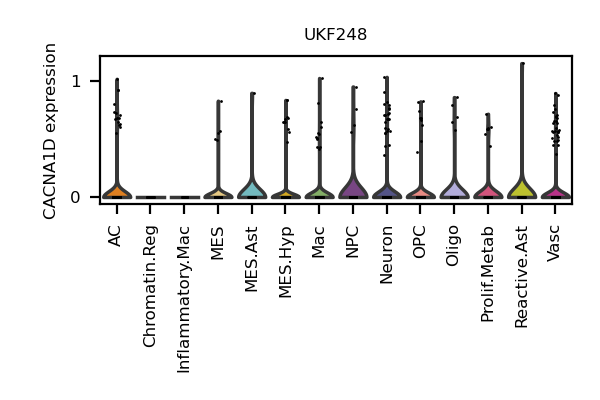 UKF248
CACNA1D expression
1
0
AC
Chromatin.Reg
Inflammatory.Mac
MES
MES.Ast
MES.Hyp
Mac
NPC
Neuron
OPC
Oligo
Prolif.Metab
Reactive.Ast
Vasc